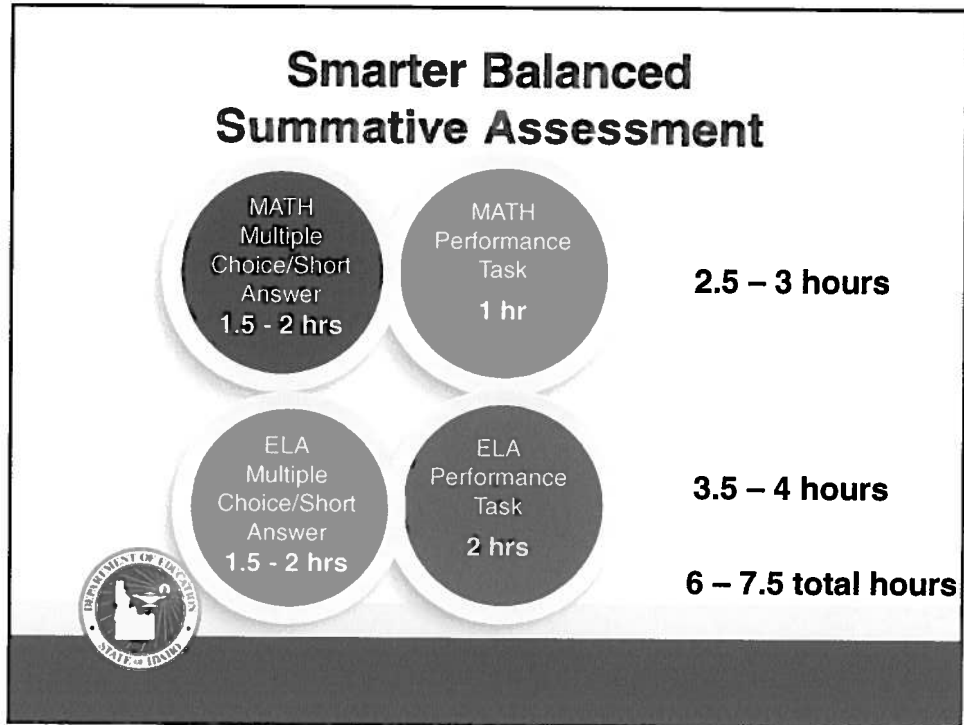 Smarter Balanced
Summative Assessment
MATH
Multiple
Choice/Short
Answer
1.5 - 2 hrs
MATH
Performance
Task
1 hr
2.5 – 3 hours
ELA
Multiple
Choice/Short
Answer
1.5 - 2 hrs
ELA
Performance
Task
2 hrs
3.5 – 4 hours
6 – 7.5 total hours
DEPARTMENT OF EDUCATION
STATE OF IDAHO